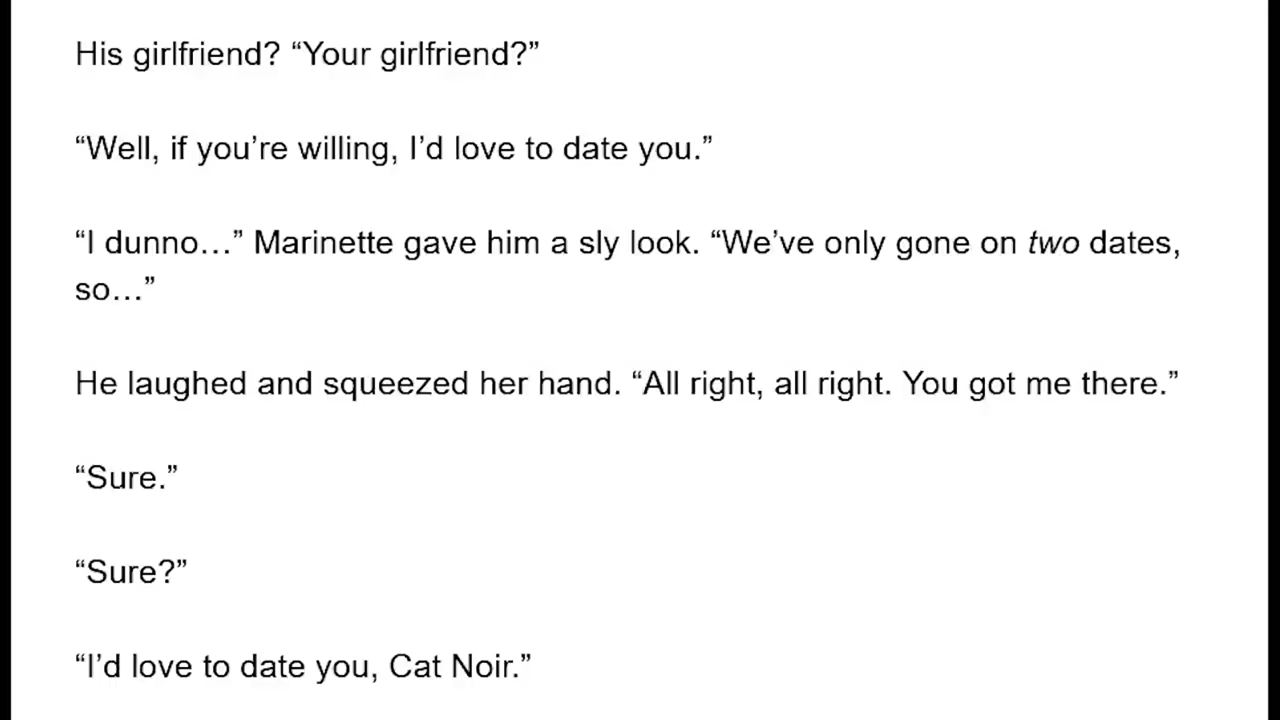 His girlfriend? “Your girlfriend?”
“Well, if you’re willing, I’d love to date you.”
“I dunno…” Marinette gave him a sly look. “We’ve only gone on two dates,
so…”
He laughed and squeezed her hand. “All right, all right. You got me there.”
“Sure.”
“Sure?”
“I’d love to date you, Cat Noir.”